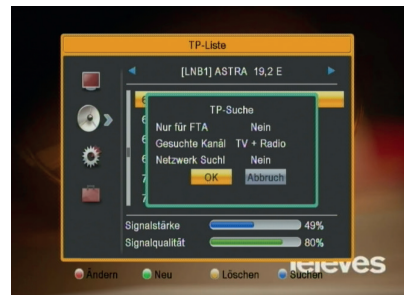 TP-Liste
[LNB1] ASTRA 19,2 E
TP-Suche
Nur für FTA Nein
Gesuchte Kanäl TV + Radio
Netzwerk Suchl Nein
OK Abbruch
Signalstärke 49%
Signalqualität 80%
Ändern Neu Löschen Suchen
Televes